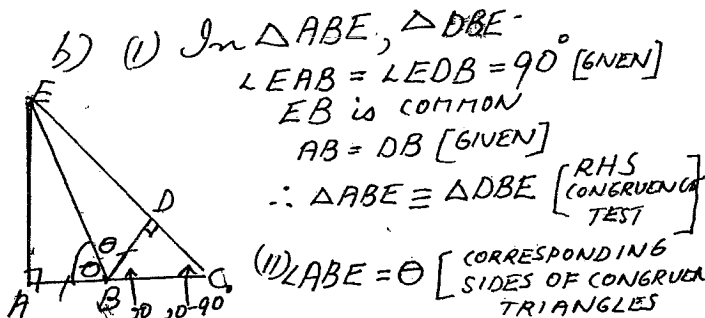 b) (i) In △ABE, △DBE
∠EAB = ∠EDB = 90° [GIVEN]
EB is common
AB = DB [GIVEN]
∴ △ABE ≡ △DBE [RHS CONGRUENCE TEST]
(ii) ∠ABE = θ [CORRESPONDING
SIDES OF CONGRUEN
TRIANGLES
E
D
θ
θ
A
B
C